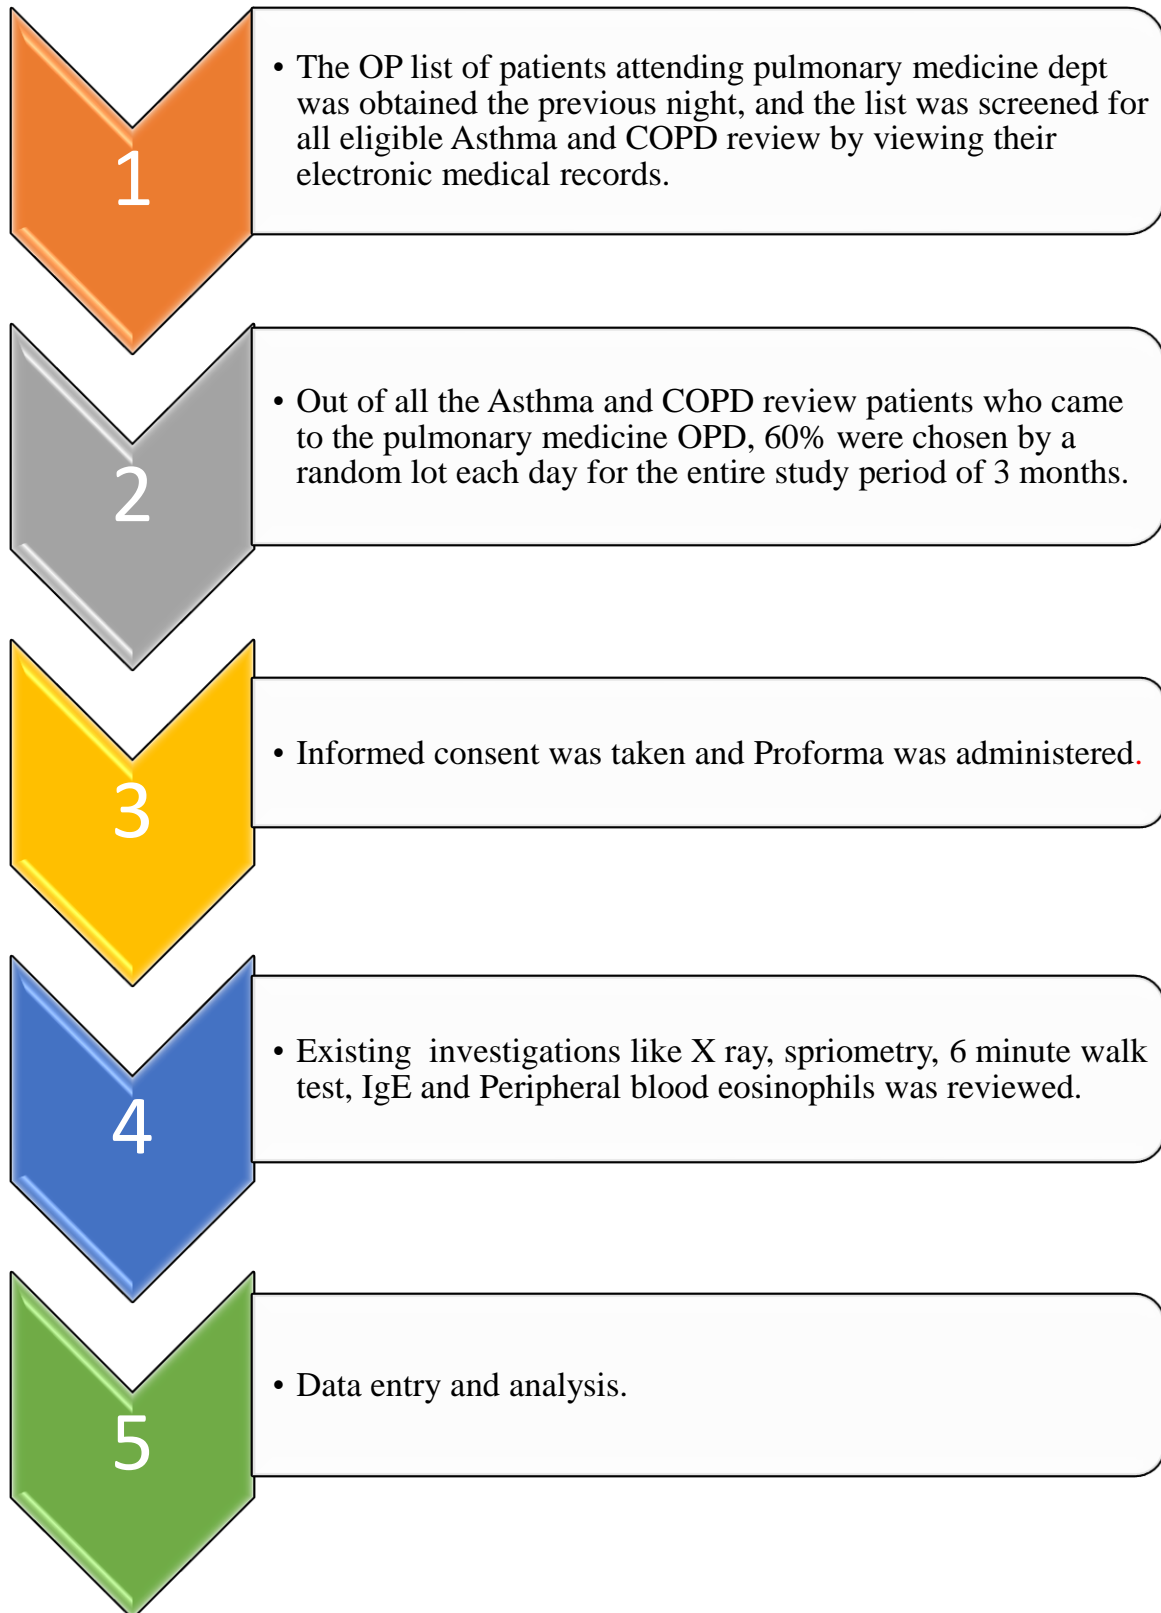 1
• The OP list of patients attending pulmonary medicine dept
was obtained the previous night, and the list was screened for
all eligible Asthma and COPD review by viewing their
electronic medical records.
2
• Out of all the Asthma and COPD review patients who came
to the pulmonary medicine OPD, 60% were chosen by a
random lot each day for the entire study period of 3 months.
3
• Informed consent was taken and Proforma was administered.
4
• Existing  investigations like X ray, spriometry, 6 minute walk
test, IgE and Peripheral blood eosinophils was reviewed.
5
• Data entry and analysis.